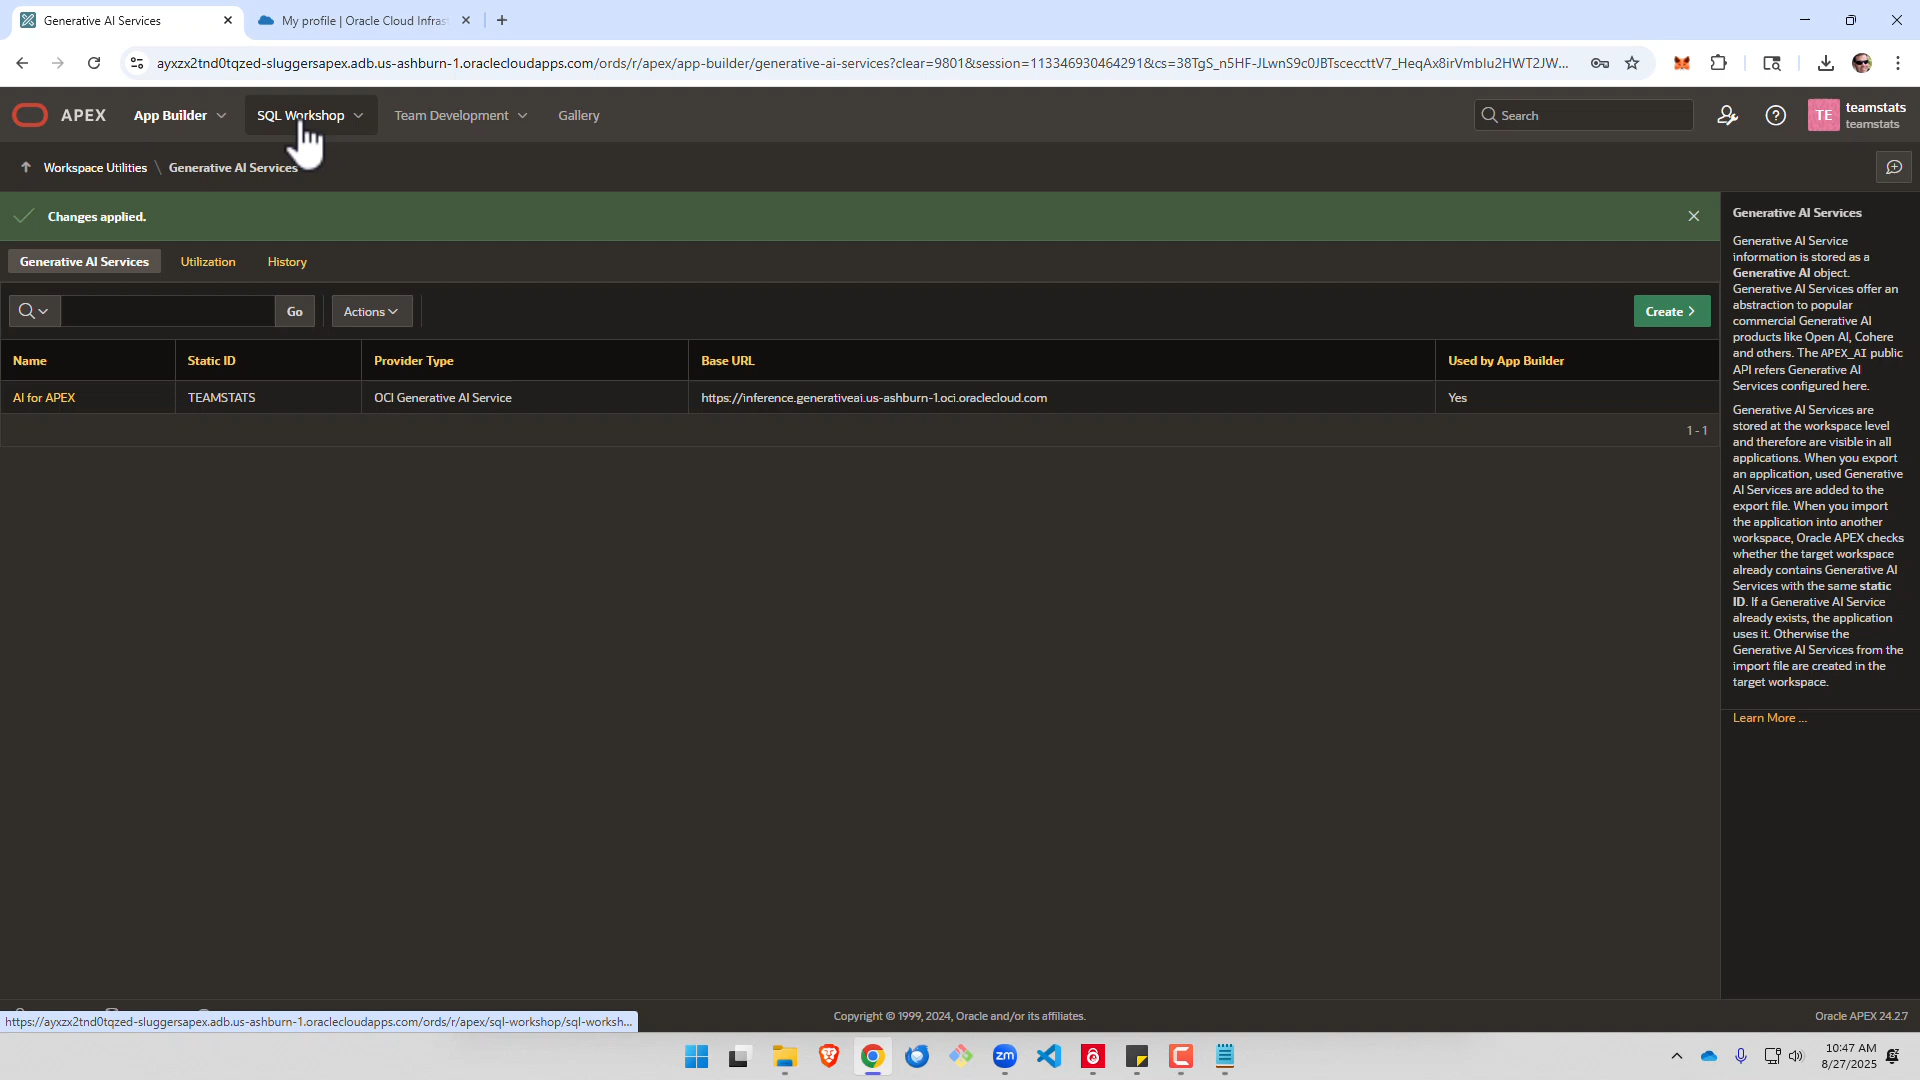 Generative AI Services
My profile | Oracle Cloud Infras
ayxzx2tnd0tqzed-sluggersapex.adb.us-ashburn-1.oraclecloudapps.com/ords/r/apex/app-builder/generative-ai-services?clear=9801&session=113346930464291&cs=38TgS_n5HF-JLwnS9c0JBTsceccttV7_HeqAx8irVmblu2HWT2JW...
APEX
App Builder
SQL Workshop
Team Development
Gallery
Search
TE
teamstats
teamstats
Workspace Utilities \ Generative AI Services
Changes applied.
Generative AI Services
Utilization
History
Go
Actions
Create
Name
Static ID
Provider Type
Base URL
Used by App Builder
AI for APEX
TEAMSTATS
OCI Generative AI Service
https://inference.generativeai.us-ashburn-1.oci.oraclecloud.com
Yes
1 - 1
Generative AI Services
Generative AI Service
information is stored as a
Generative AI object.
Generative AI Services offer an
abstraction to popular
commercial Generative AI
products like Open AI, Cohere
and others. The APEX_AI public
API refers Generative AI
Services configured here.
Generative AI Services are
stored at the workspace level
and therefore are visible in all
applications. When you export
an application, used Generative
AI Services are added to the
export file. When you import
the application into another
workspace, Oracle APEX checks
whether the target workspace
already contains Generative AI
Services with the same static
ID. If a Generative AI Service
already exists, the application
uses it. Otherwise the
Generative AI Services from the
import file are created in the
target workspace.
Learn More ...
https://ayxzx2tnd0tqzed-sluggersapex.adb.us-ashburn-1.oraclecloudapps.com/ords/r/apex/sql-workshop/sql-worksh...
Copyright © 1999, 2024, Oracle and/or its affiliates.
Oracle APEX 24.2.7
zm
10:47 AM
8/27/2025